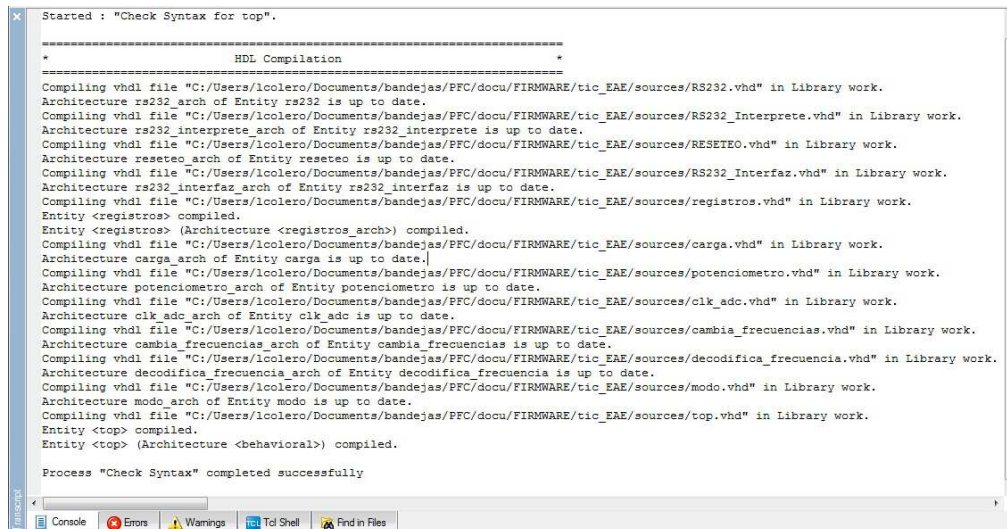 Started : "Check Syntax for top".
=========================================================================
*                          HDL Compilation                              *
=========================================================================
Compiling vhdl file "C:/Users/lcolero/Documents/bandejas/PFC/docu/FIRMWARE/tic_EAE/sources/RS232.vhd" in Library work.
Architecture rs232_arch of Entity rs232 is up to date.
Compiling vhdl file "C:/Users/lcolero/Documents/bandejas/PFC/docu/FIRMWARE/tic_EAE/sources/RS232_Interprete.vhd" in Library work.
Architecture rs232_interprete_arch of Entity rs232_interprete is up to date.
Compiling vhdl file "C:/Users/lcolero/Documents/bandejas/PFC/docu/FIRMWARE/tic_EAE/sources/RESETEO.vhd" in Library work.
Architecture reseteo_arch of Entity reseteo is up to date.
Compiling vhdl file "C:/Users/lcolero/Documents/bandejas/PFC/docu/FIRMWARE/tic_EAE/sources/RS232_Interfaz.vhd" in Library work.
Architecture rs232_interfaz_arch of Entity rs232_interfaz is up to date.
Compiling vhdl file "C:/Users/lcolero/Documents/bandejas/PFC/docu/FIRMWARE/tic_EAE/sources/registros.vhd" in Library work.
Entity <registros> compiled.
Entity <registros> (Architecture <registros_arch>) compiled.
Compiling vhdl file "C:/Users/lcolero/Documents/bandejas/PFC/docu/FIRMWARE/tic_EAE/sources/carga.vhd" in Library work.
Architecture carga_arch of Entity carga is up to date.
Compiling vhdl file "C:/Users/lcolero/Documents/bandejas/PFC/docu/FIRMWARE/tic_EAE/sources/potenciometro.vhd" in Library work.
Architecture potenciometro_arch of Entity potenciometro is up to date.
Compiling vhdl file "C:/Users/lcolero/Documents/bandejas/PFC/docu/FIRMWARE/tic_EAE/sources/clk_adc.vhd" in Library work.
Architecture clk_adc_arch of Entity clk_adc is up to date.
Compiling vhdl file "C:/Users/lcolero/Documents/bandejas/PFC/docu/FIRMWARE/tic_EAE/sources/cambia_frecuencias.vhd" in Library work.
Architecture cambia_frecuencias_arch of Entity cambia_frecuencias is up to date.
Compiling vhdl file "C:/Users/lcolero/Documents/bandejas/PFC/docu/FIRMWARE/tic_EAE/sources/decodifica_frecuencia.vhd" in Library work.
Architecture decodifica_frecuencia_arch of Entity decodifica_frecuencia is up to date.
Compiling vhdl file "C:/Users/lcolero/Documents/bandejas/PFC/docu/FIRMWARE/tic_EAE/sources/modo.vhd" in Library work.
Architecture modo_arch of Entity modo is up to date.
Compiling vhdl file "C:/Users/lcolero/Documents/bandejas/PFC/docu/FIRMWARE/tic_EAE/sources/top.vhd" in Library work.
Entity <top> compiled.
Entity <top> (Architecture <behavioral>) compiled.
Process "Check Syntax" completed successfully
ranscript
Console Errors Warnings TCL Tcl Shell Find in Files